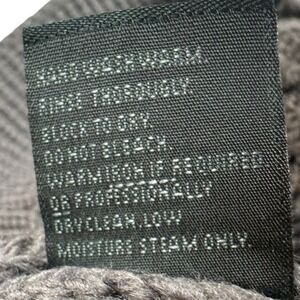 HAND WASH WARM.
RINSE THOROUGHLY.
BLOCK TO DRY.
DO NOT BLEACH.
WARM IRON IF REQUIRED
OR PROFESSIONALLY
DRYCLEAN, LOW
MOISTURE STEAM ONLY.